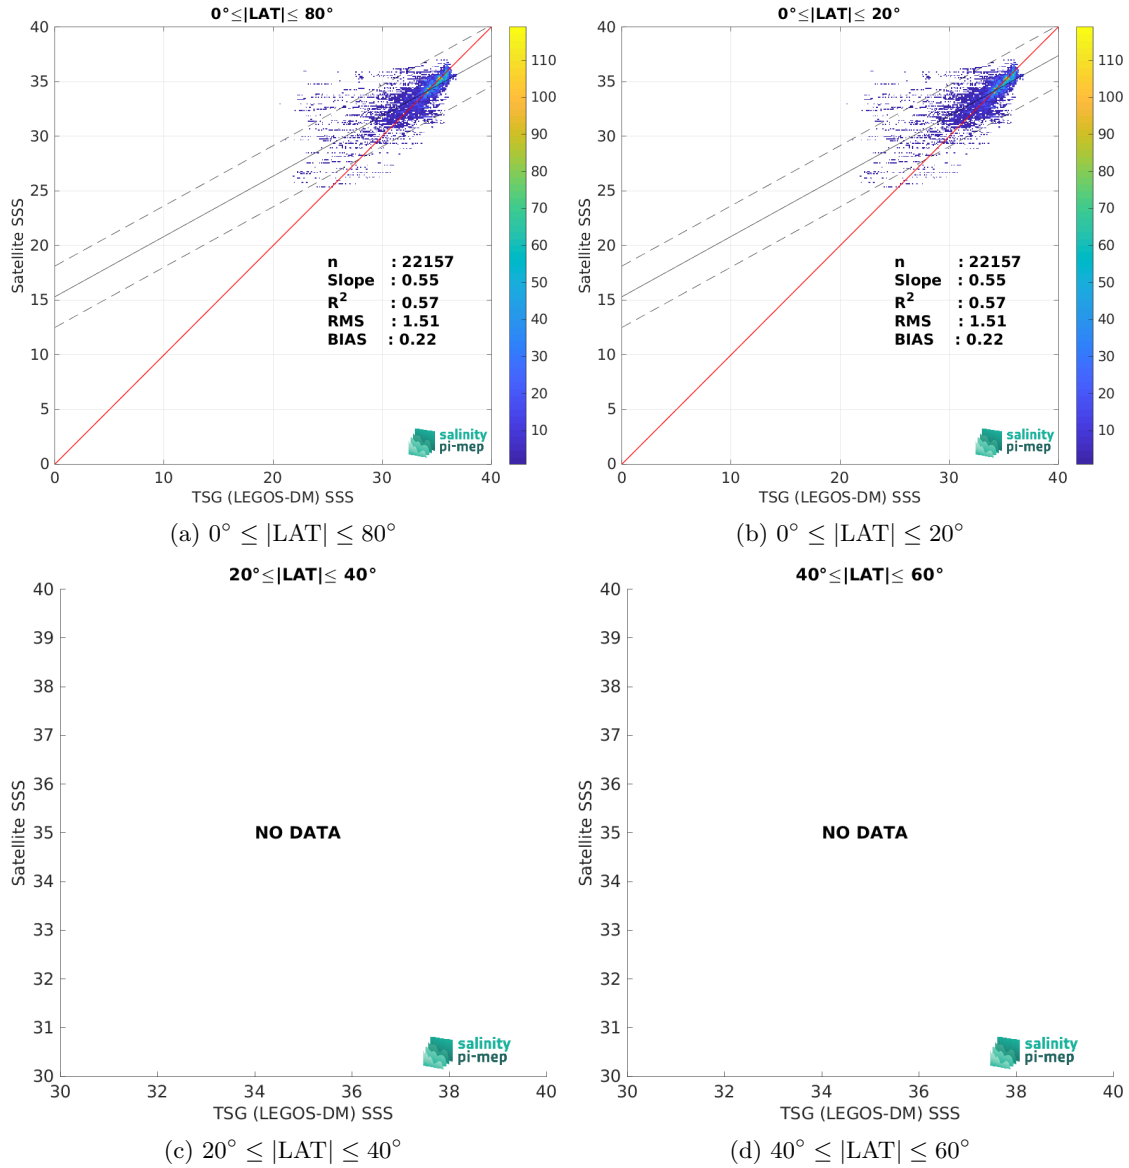 0°≤|LAT|≤ 80°
40
35
30
25
20
15
10
5
0
Satellite SSS
n : 22157
Slope : 0.55
R² : 0.57
RMS : 1.51
BIAS : 0.22
salinity
pi-mep
0 10 20 30 40
TSG (LEGOS-DM) SSS
110
100
90
80
70
60
50
40
30
20
10
(a) 0° ≤ |LAT| ≤ 80°
0°≤|LAT|≤ 20°
40
35
30
25
20
15
10
5
0
Satellite SSS
n : 22157
Slope : 0.55
R² : 0.57
RMS : 1.51
BIAS : 0.22
salinity
pi-mep
0 10 20 30 40
TSG (LEGOS-DM) SSS
110
100
90
80
70
60
50
40
30
20
10
(b) 0° ≤ |LAT| ≤ 20°
20°≤|LAT|≤ 40°
40
39
38
37
36
35
34
33
32
31
30
Satellite SSS
NO DATA
salinity
pi-mep
30 32 34 36 38 40
TSG (LEGOS-DM) SSS
(c) 20° ≤ |LAT| ≤ 40°
40°≤|LAT|≤ 60°
40
39
38
37
36
35
34
33
32
31
30
Satellite SSS
NO DATA
salinity
pi-mep
30 32 34 36 38 40
TSG (LEGOS-DM) SSS
(d) 40° ≤ |LAT| ≤ 60°